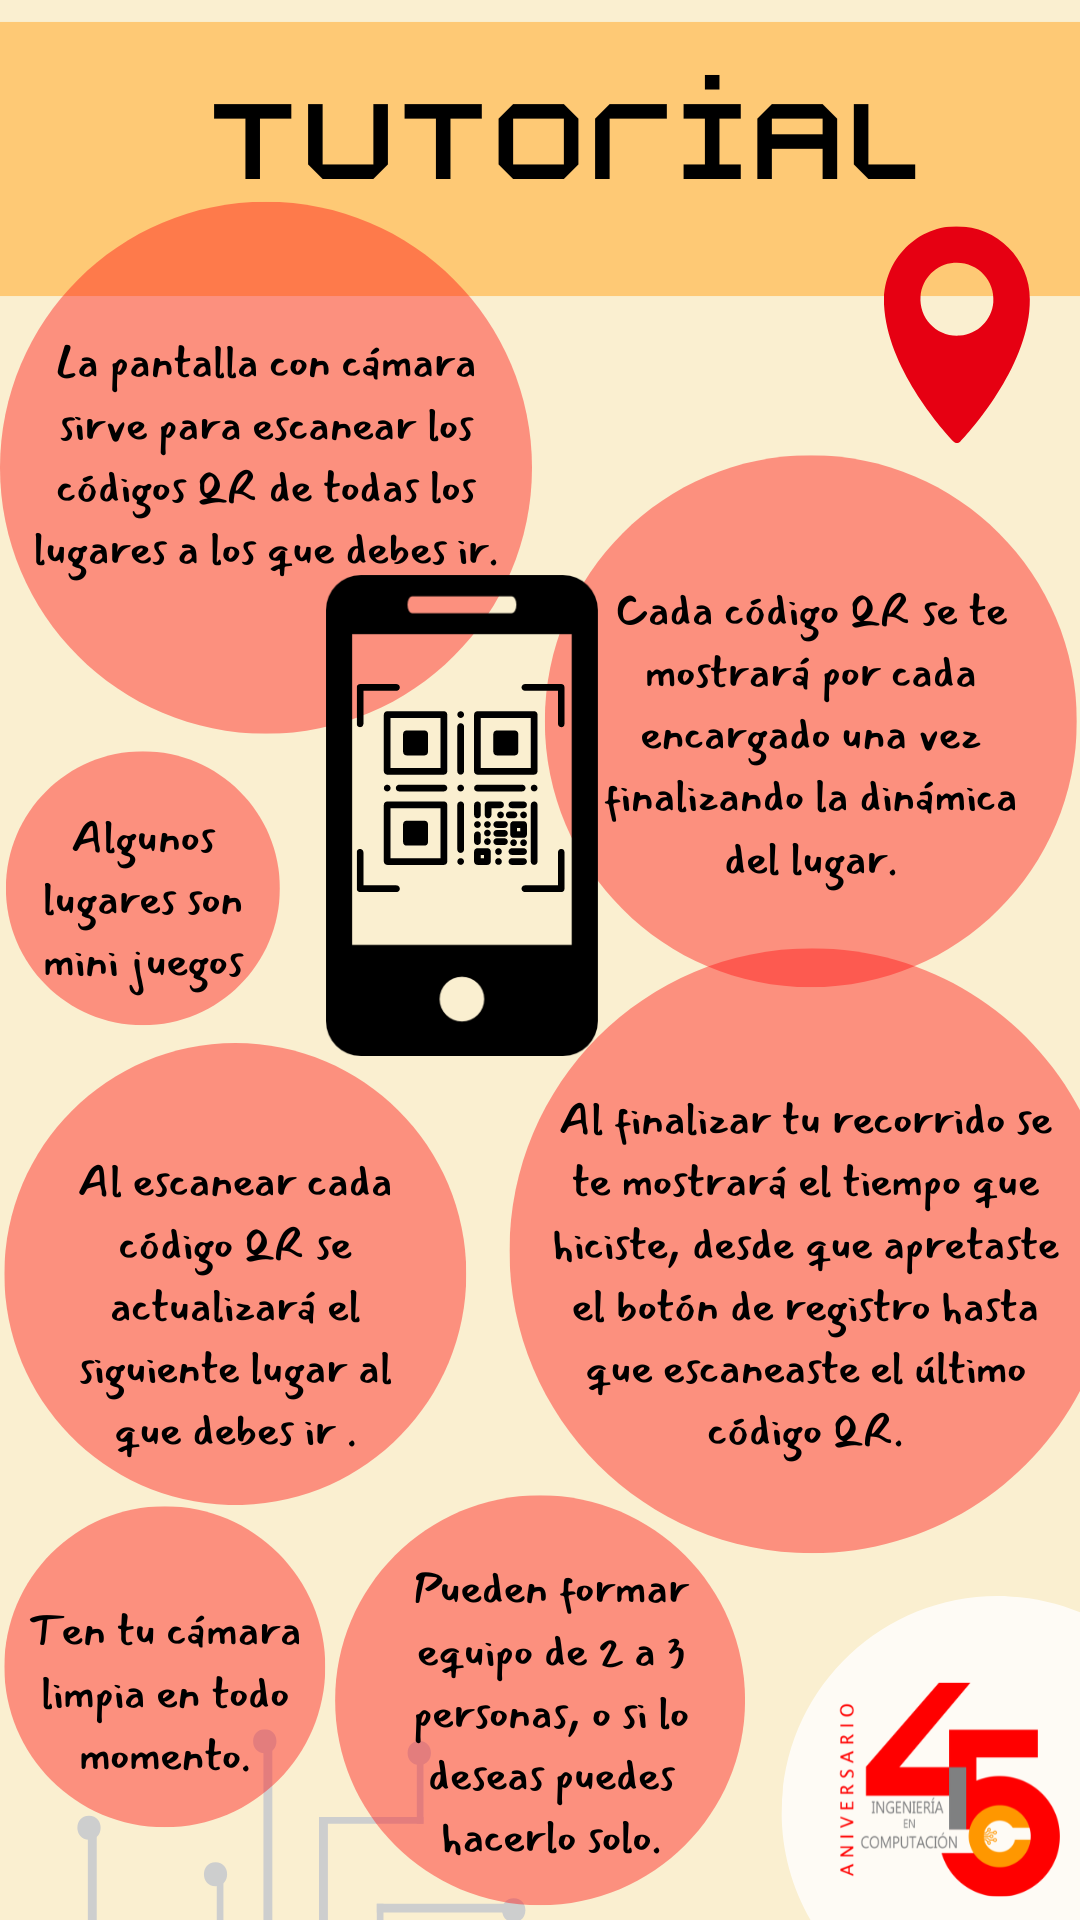 TUTORIAL
La pantalla con cámara
sirve para escanear los
códigos QR de todas los
lugares a los que debes ir.
Cada código QR se te
mostrará por cada
encargado una vez
finalizando la dinámica
del lugar.
Algunos
lugares son
mini juegos
Al escanear cada
código QR se
actualizará el
siguiente lugar al
que debes ir .
Al finalizar tu recorrido se
te mostrará el tiempo que
hiciste, desde que apretaste
el botón de registro hasta
que escaneaste el último
código QR.
Ten tu cámara
limpia en todo
momento.
Pueden formar
equipo de 2 a 3
personas, o si lo
deseas puedes
hacerlo solo.
ANIVERSARIO
45
INGENIERÍA
EN
COMPUTACIÓN